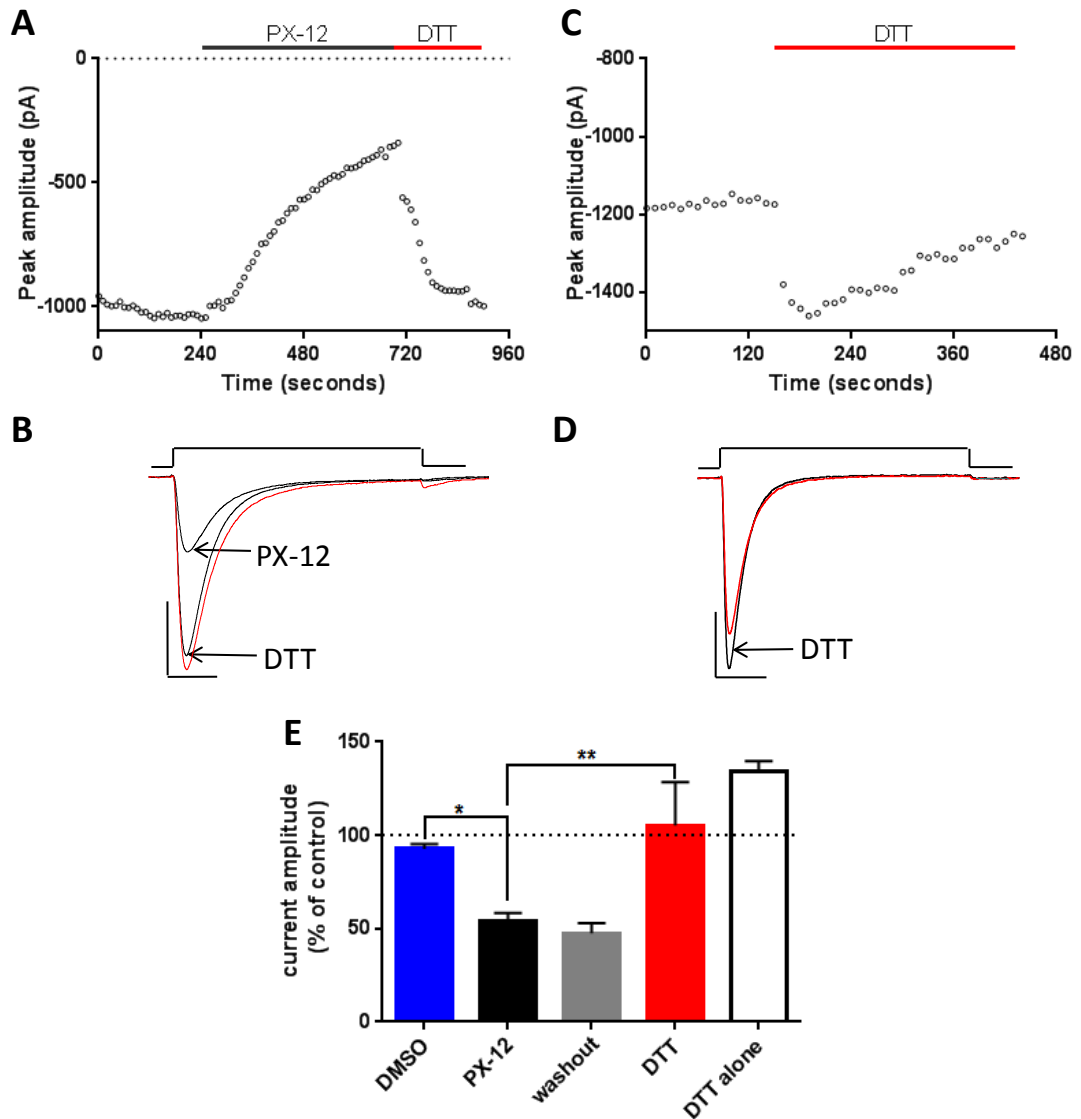 A
PX-12 DTT
Peak amplitude (pA)
0
-500
-1000
0 240 480 720 960
Time (seconds)
C
DTT
Peak amplitude (pA)
-800
-1000
-1200
-1400
0 120 240 360 480
Time (seconds)
B
PX-12
DTT
D
DTT
E
current amplitude
(% of control)
150
100
50
0
*
**
DMSO
PX-12
washout
DTT
DTT alone